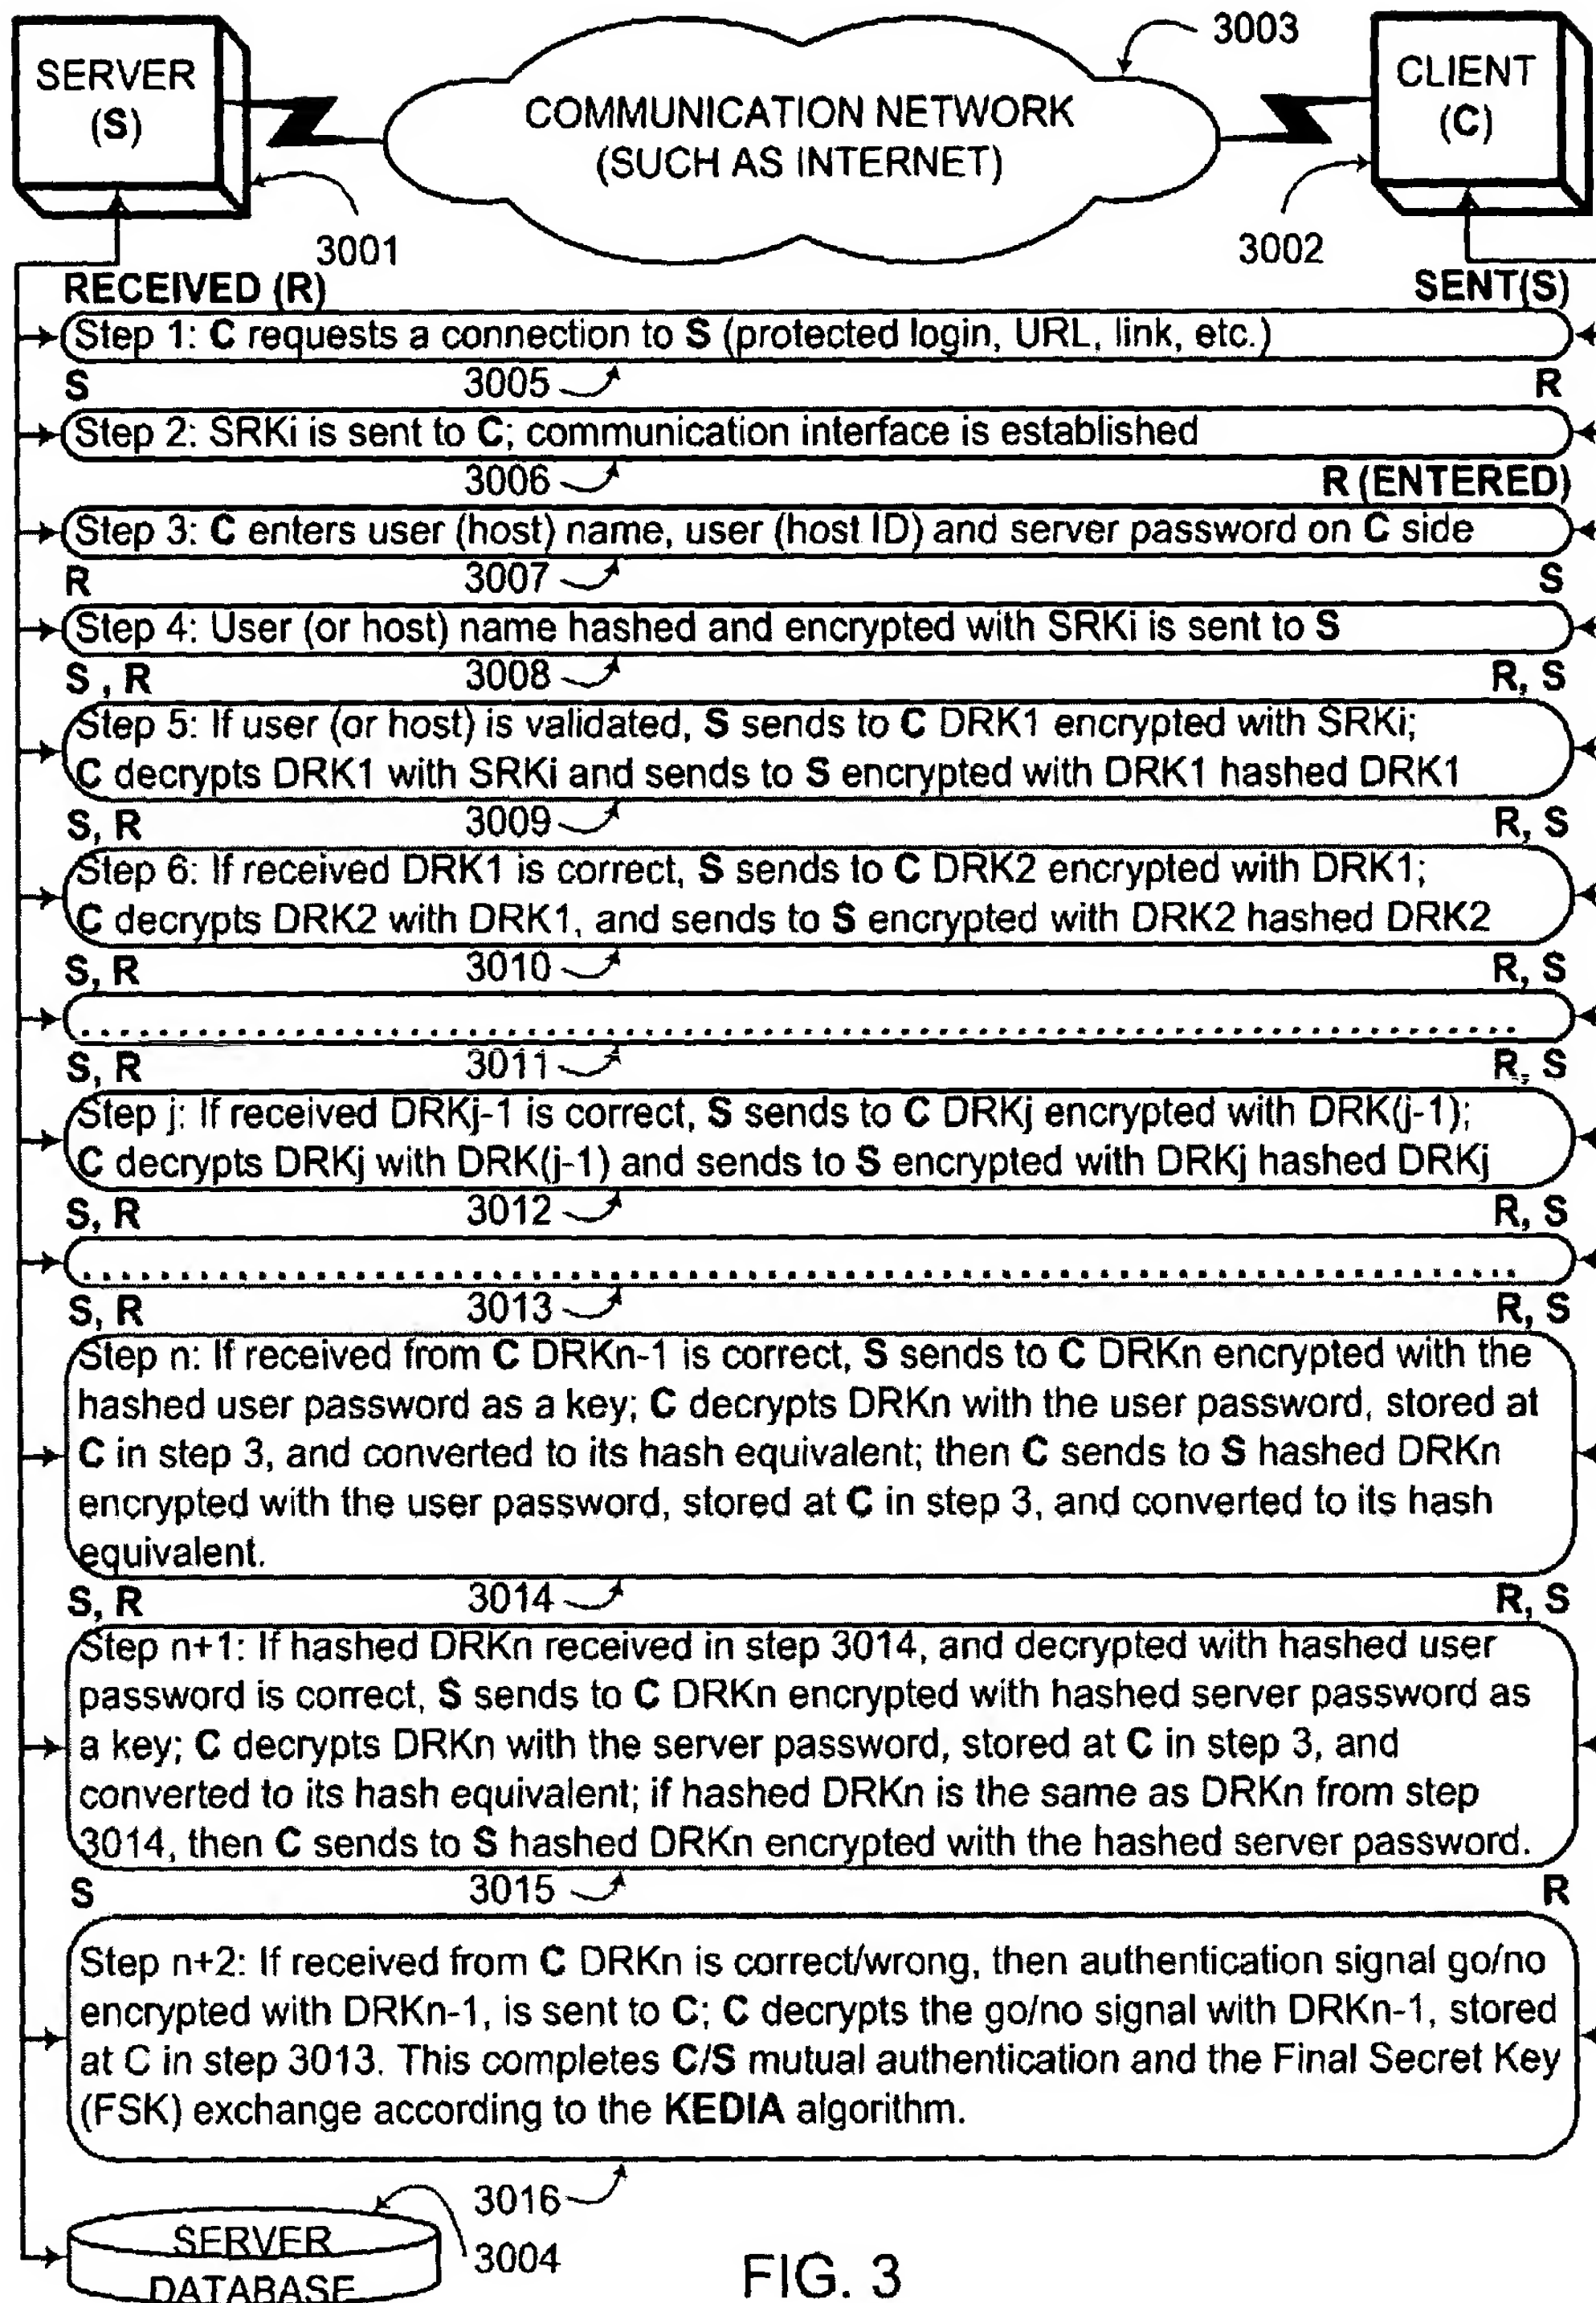 SERVER
(S)
COMMUNICATION NETWORK
(SUCH AS INTERNET)
3003
CLIENT
(C)
3001
3002
RECEIVED (R)
SENT(S)
Step 1: C requests a connection to S (protected login, URL, link, etc.)
S
3005
R
Step 2: SRKi is sent to C; communication interface is established
3006
R (ENTERED)
Step 3: C enters user (host) name, user (host ID) and server password on C side
R
3007
S
Step 4: User (or host) name hashed and encrypted with SRKi is sent to S
S , R
3008
R, S
Step 5: If user (or host) is validated, S sends to C DRK1 encrypted with SRKi;
C decrypts DRK1 with SRKi and sends to S encrypted with DRK1 hashed DRK1
S, R
3009
R, S
Step 6: If received DRK1 is correct, S sends to C DRK2 encrypted with DRK1;
C decrypts DRK2 with DRK1, and sends to S encrypted with DRK2 hashed DRK2
S, R
3010
R, S
S, R
3011
R, S
Step j: If received DRKj-1 is correct, S sends to C DRKj encrypted with DRK(j-1);
C decrypts DRKj with DRK(j-1) and sends to S encrypted with DRKj hashed DRKj
S, R
3012
R, S
S, R
3013
R, S
Step n: If received from C DRKn-1 is correct, S sends to C DRKn encrypted with the
hashed user password as a key; C decrypts DRKn with the user password, stored at
C in step 3, and converted to its hash equivalent; then C sends to S hashed DRKn
encrypted with the user password, stored at C in step 3, and converted to its hash
equivalent.
S, R
3014
R, S
Step n+1: If hashed DRKn received in step 3014, and decrypted with hashed user
password is correct, S sends to C DRKn encrypted with hashed server password as
a key; C decrypts DRKn with the server password, stored at C in step 3, and
converted to its hash equivalent; if hashed DRKn is the same as DRKn from step
3014, then C sends to S hashed DRKn encrypted with the hashed server password.
S
3015
R
Step n+2: If received from C DRKn is correct/wrong, then authentication signal go/no
encrypted with DRKn-1, is sent to C; C decrypts the go/no signal with DRKn-1, stored
at C in step 3013. This completes C/S mutual authentication and the Final Secret Key
(FSK) exchange according to the KEDIA algorithm.
3016
SERVER
DATABASE
3004
FIG. 3